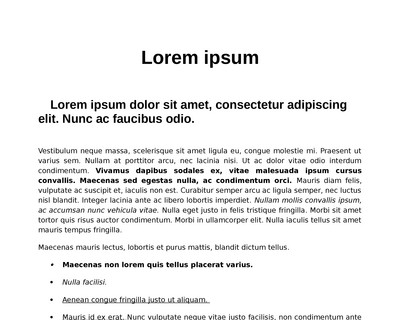 Lorem ipsum
Lorem ipsum dolor sit amet, consectetur adipiscing
elit. Nunc ac faucibus odio.
Vestibulum neque massa, scelerisque sit amet ligula eu, congue molestie mi. Praesent ut
varius sem. Nullam at porttitor arcu, nec lacinia nisi. Ut ac dolor vitae odio interdum
condimentum. Vivamus dapibus sodales ex, vitae malesuada ipsum cursus
convallis. Maecenas sed egestas nulla, ac condimentum orci. Mauris diam felis,
vulputate ac suscipit et, iaculis non est. Curabitur semper arcu ac ligula semper, nec luctus
nisl blandit. Integer lacinia ante ac libero lobortis imperdiet. Nullam mollis convallis ipsum,
ac accumsan nunc vehicula vitae. Nulla eget justo in felis tristique fringilla. Morbi sit amet
tortor quis risus auctor condimentum. Morbi in ullamcorper elit. Nulla iaculis tellus sit amet
mauris tempus fringilla.
Maecenas mauris lectus, lobortis et purus mattis, blandit dictum tellus.
• Maecenas non lorem quis tellus placerat varius.
• Nulla facilisi.
• Aenean congue fringilla justo ut aliquam.
• Mauris id ex erat. Nunc vulputate neque vitae justo facilisis, non condimentum ante